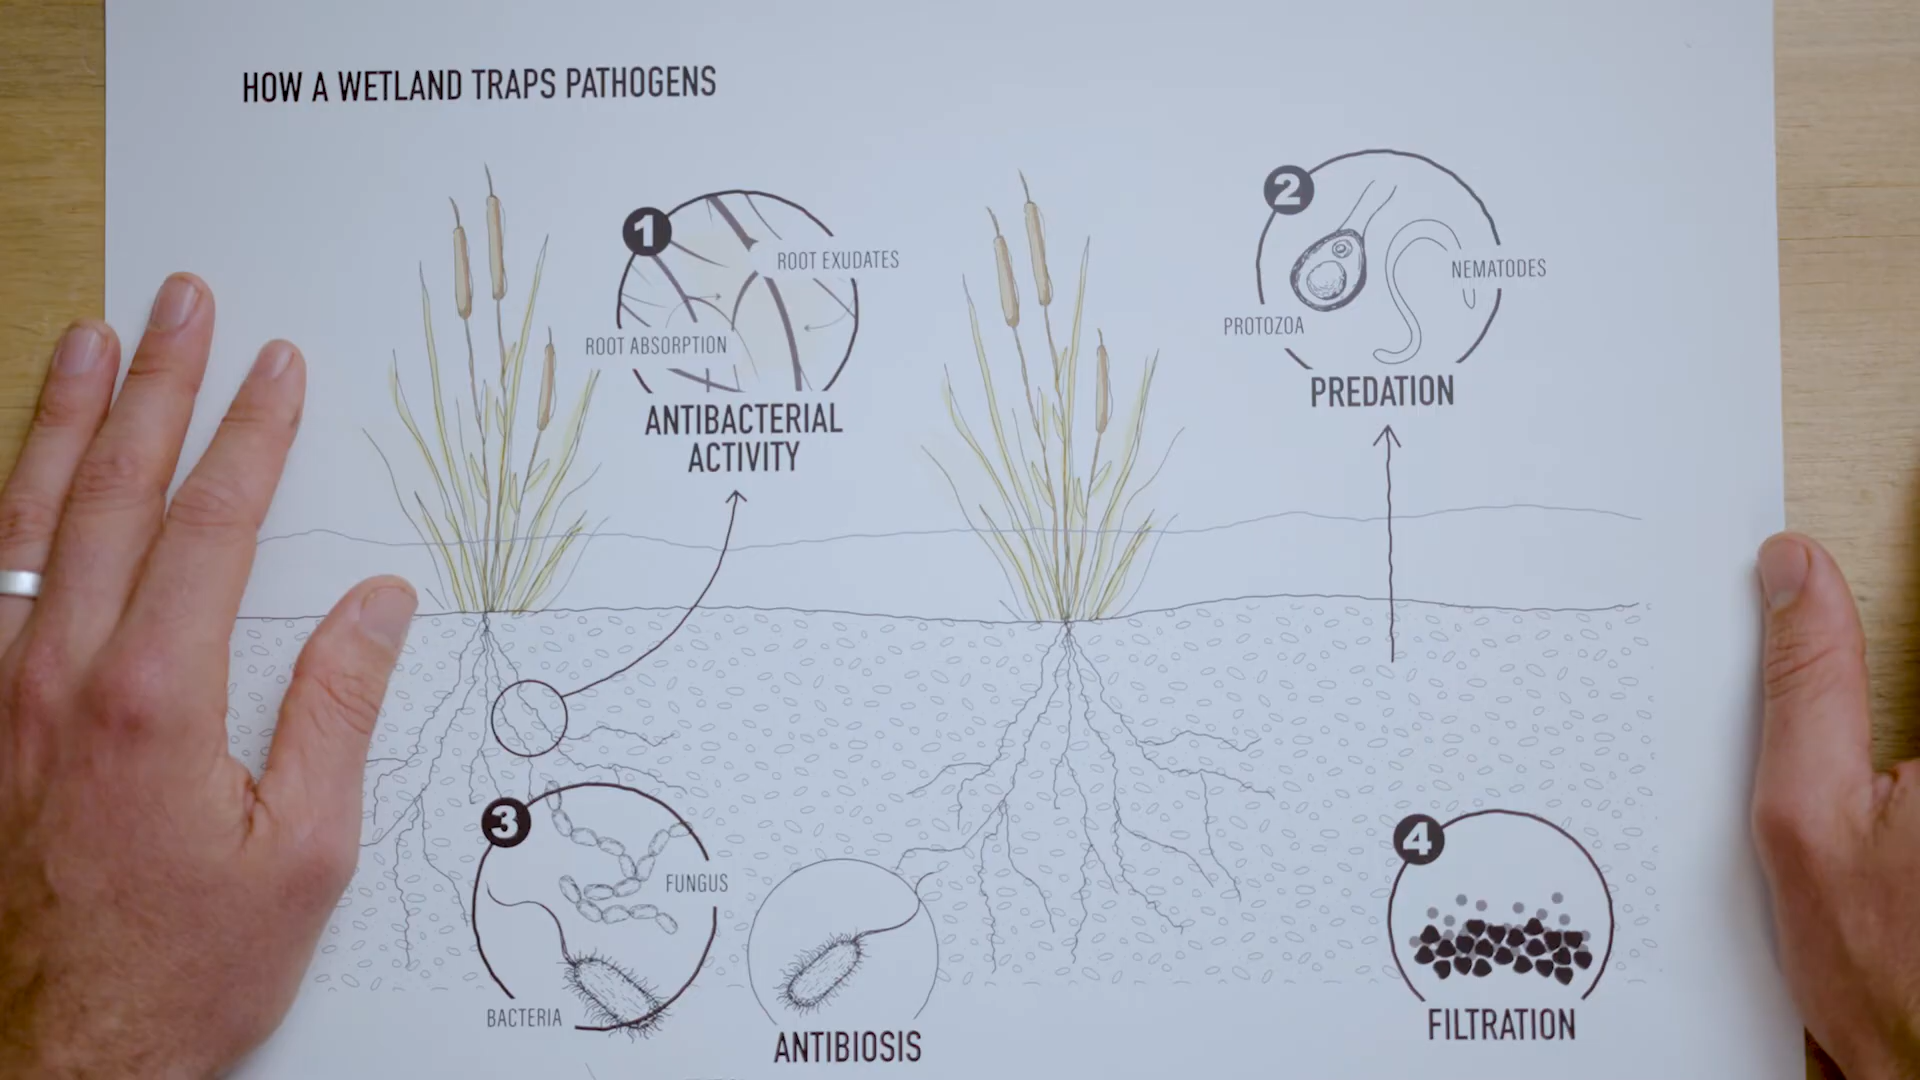 HOW A WETLAND TRAPS PATHOGENS
1
ROOT EXUDATES
ROOT ABSORPTION
ANTIBACTERIAL
ACTIVITY
2
NEMATODES
PROTOZOA
PREDATION
3
FUNGUS
BACTERIA
ANTIBIOSIS
4
FILTRATION